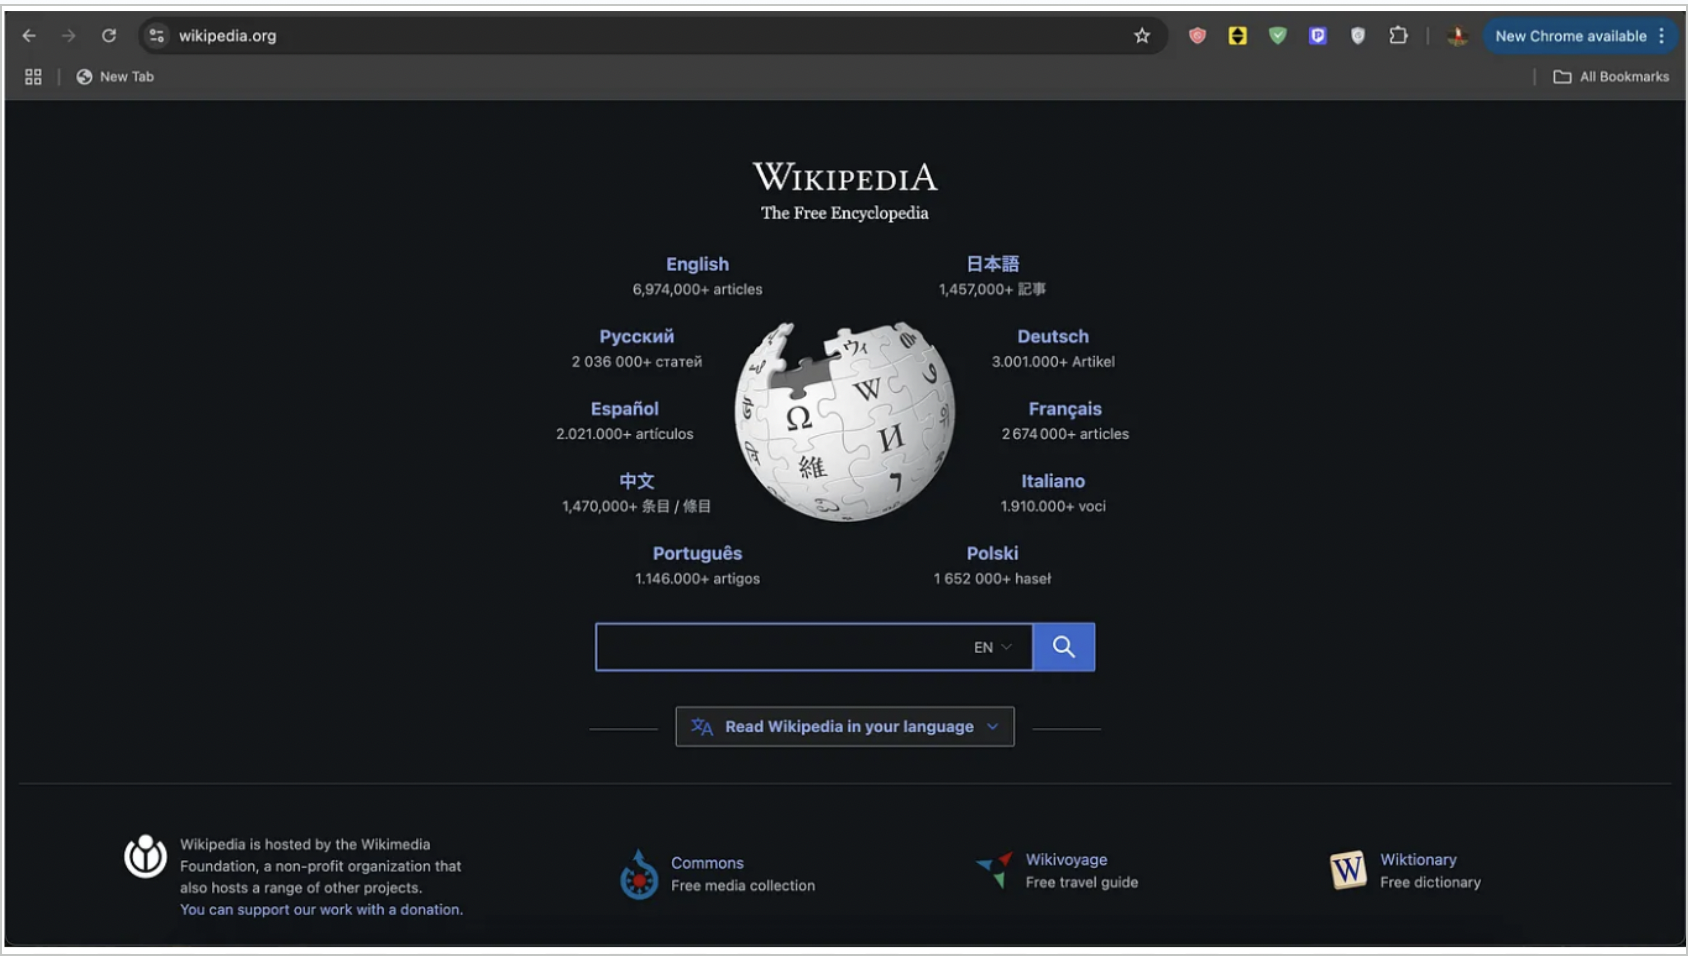 wikipedia.org
New Chrome available
New Tab
All Bookmarks
WIKIPEDIA
The Free Encyclopedia
English
6,974,000+ articles
日本語
1,457,000+ 記事
Русский
2 036 000+ статей
Deutsch
3.001.000+ Artikel
Español
2.021.000+ artículos
Français
2 674 000+ articles
中文
1,470,000+ 条目 / 條目
Italiano
1.910.000+ voci
Português
1.146.000+ artigos
Polski
1 652 000+ haseł
Ω
W
И
維
ウィ
EN
Read Wikipedia in your language
Wikipedia is hosted by the Wikimedia
Foundation, a non-profit organization that
also hosts a range of other projects.
You can support our work with a donation.
Commons
Free media collection
Wikivoyage
Free travel guide
W
Wiktionary
Free dictionary